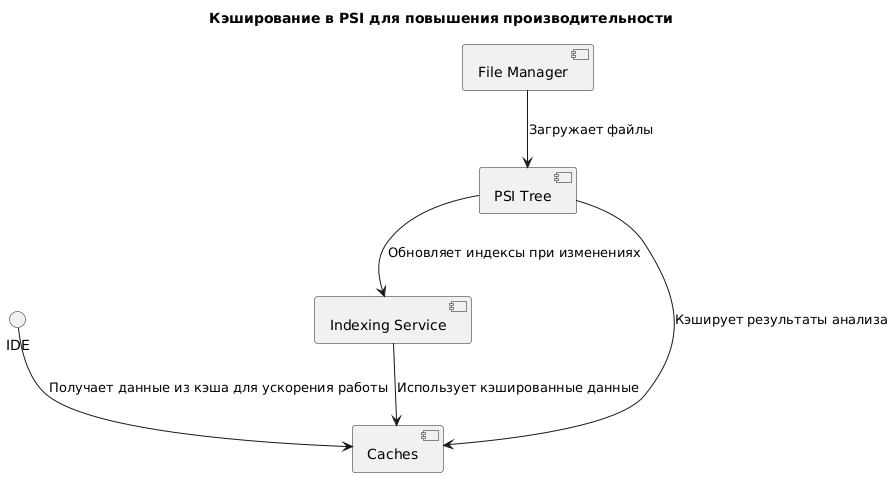 Кэширование в PSI для повышения производительности
File Manager
Загружает файлы
PSI Tree
Обновляет индексы при изменениях
Indexing Service
Кэширует результаты анализа
IDE
Получает данные из кэша для ускорения работы
Использует кэшированные данные
Caches